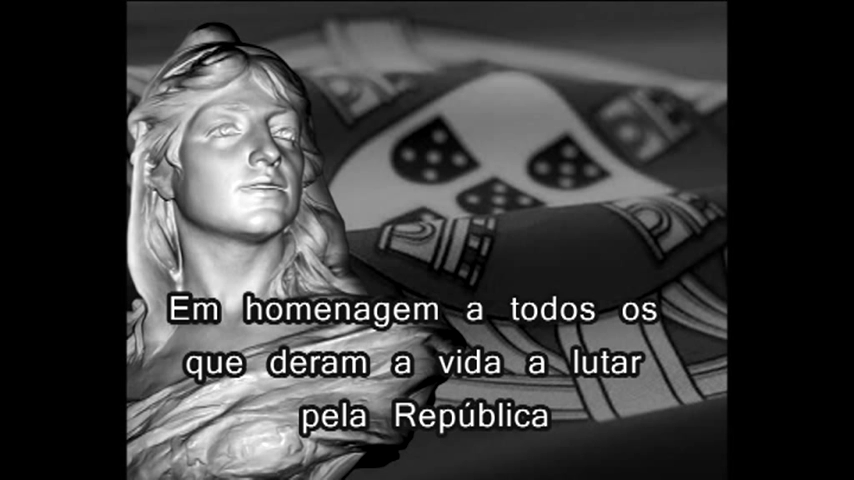 Em homenagem a todos os
que deram a vida a lutar
pela República